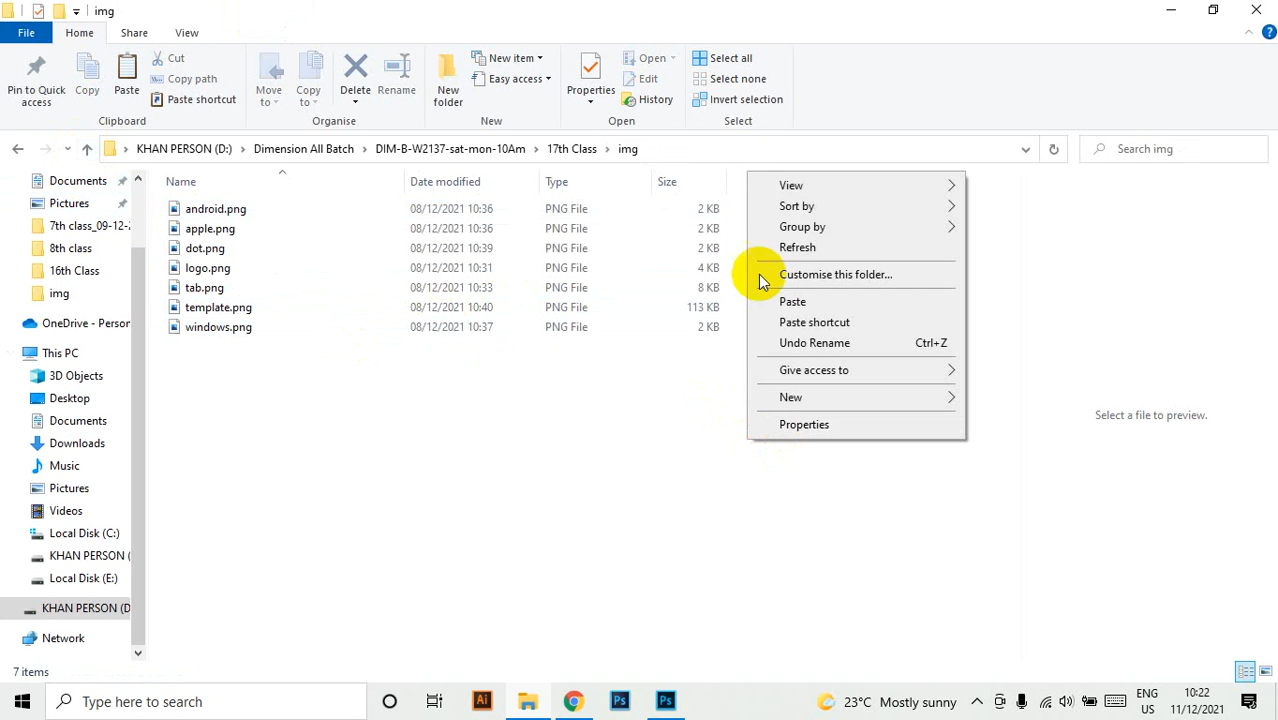 img
File Home Share View
Pin to Quick access
Copy
Paste
Cut
Copy path
Paste shortcut
Move to
Copy to
Delete
Rename
New folder
New item
Easy access
Properties
Open
Edit
History
Select all
Select none
Invert selection
Clipboard Organise New Open Select
KHAN PERSON (D:) Dimension All Batch DIM-B-W2137-sat-mon-10Am 17th Class img
Search img
Documents
Pictures
7th class_09-12-2
8th class
16th Class
img
OneDrive - Person
This PC
3D Objects
Desktop
Documents
Downloads
Music
Pictures
Videos
Local Disk (C:)
KHAN PERSON (
Local Disk (E:)
KHAN PERSON (D
Network
Name Date modified Type Size
android.png 08/12/2021 10:36 PNG File 2 KB
apple.png 08/12/2021 10:36 PNG File 2 KB
dot.png 08/12/2021 10:39 PNG File 2 KB
logo.png 08/12/2021 10:31 PNG File 4 KB
tab.png 08/12/2021 10:33 PNG File 8 KB
template.png 08/12/2021 10:40 PNG File 113 KB
windows.png 08/12/2021 10:37 PNG File 2 KB
View
Sort by
Group by
Refresh
Customise this folder...
Paste
Paste shortcut
Undo Rename Ctrl+Z
Give access to
New
Properties
Select a file to preview.
7 items
Type here to search
Ai
Ps
Ps
23°C Mostly sunny
ENG
US
10:22
11/12/2021